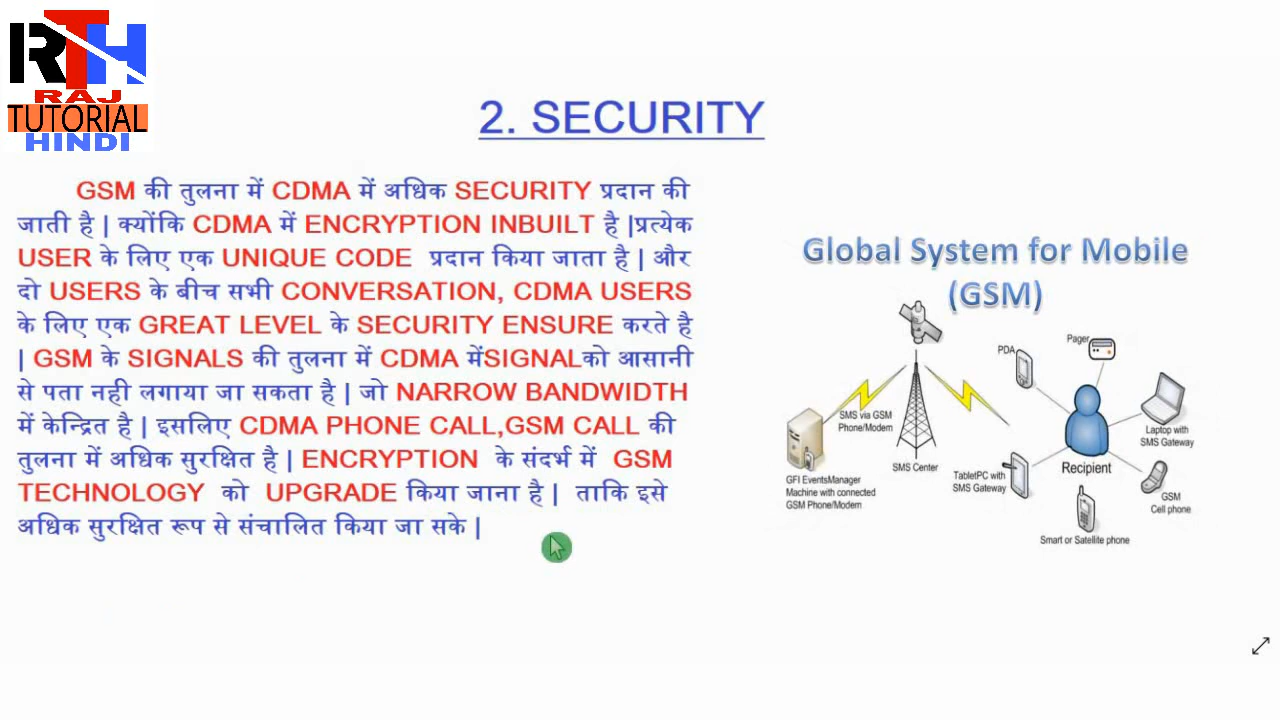 RTH
RAJ
TUTORIAL
HINDI
2. SECURITY
GSM की तुलना में CDMA में अधिक SECURITY प्रदान की
जाती है | क्योंकि CDMA में ENCRYPTION INBUILT है |प्रत्येक
USER के लिए एक UNIQUE CODE प्रदान किया जाता है | और
दो USERS के बीच सभी CONVERSATION, CDMA USERS
के लिए एक GREAT LEVEL के SECURITY ENSURE करते है
| GSM के SIGNALS की तुलना में CDMA मेंSIGNALको आसानी
से पता नही लगाया जा सकता है | जो NARROW BANDWIDTH
में केन्द्रित है | इसलिए CDMA PHONE CALL,GSM CALL की
तुलना में अधिक सुरक्षित है | ENCRYPTION के संदर्भ में GSM
TECHNOLOGY को UPGRADE किया जाना है | ताकि इसे
अधिक सुरक्षित रूप से संचालित किया जा सके |
Global System for Mobile
(GSM)
PDA
Pager
SMS via GSM
Phone/Modem
Laptop with
SMS Gateway
SMS Center
Recipient
GFI EventsManager
Machine with connected
GSM Phone/Modem
TabletPC with
SMS Gateway
GSM
Cell phone
Smart or Satellite phone